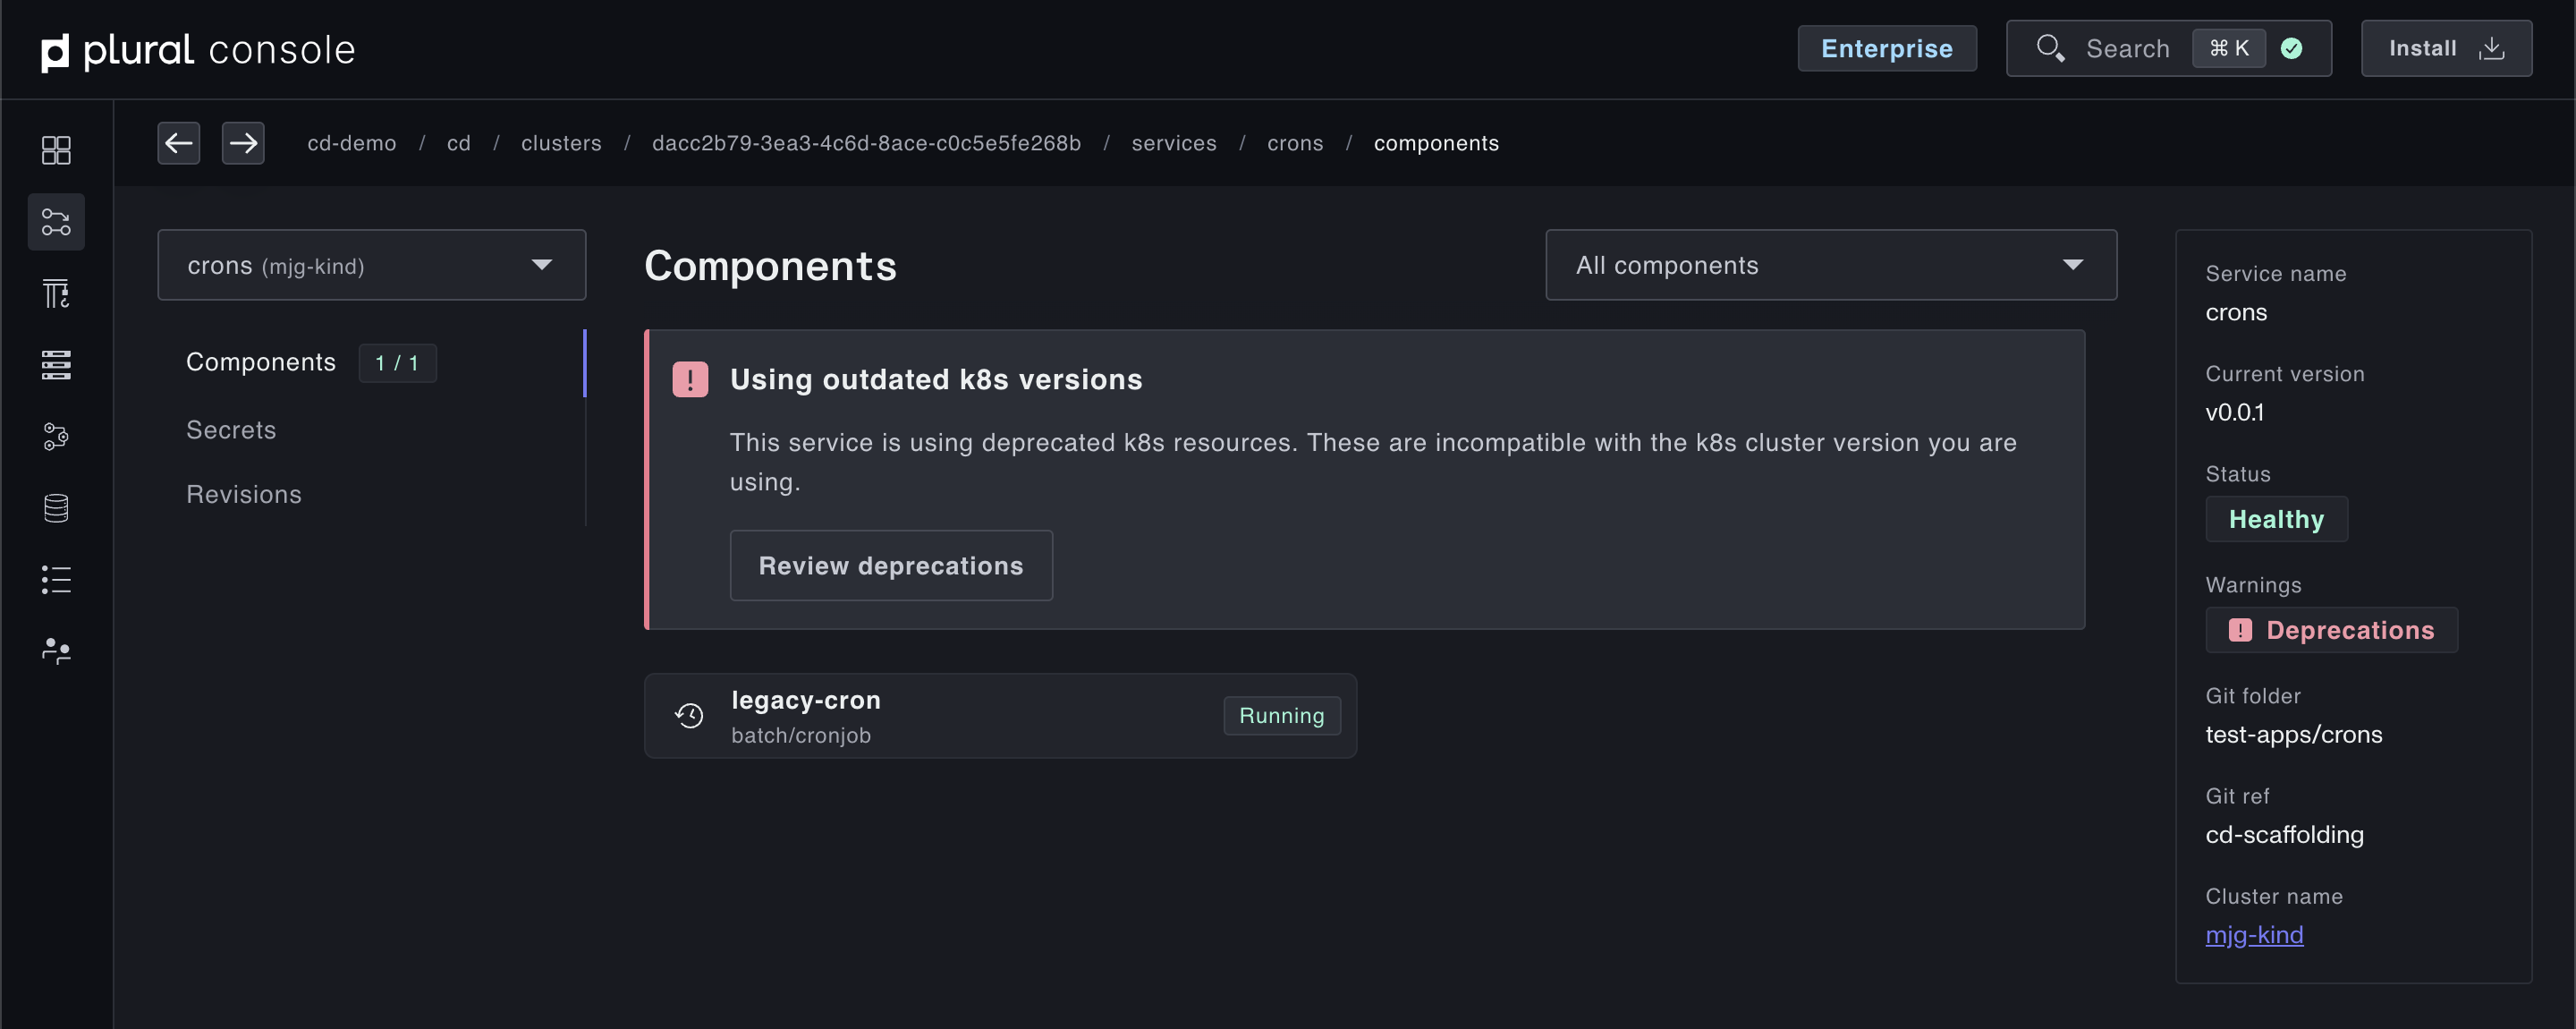 plural console
Enterprise
Search ⌘ K
Install
cd-demo / cd / clusters / dacc2b79-3ea3-4c6d-8ace-c0c5e5fe268b / services / crons / components
crons (mjg-kind)
Components 1 / 1
Secrets
Revisions
Components
All components
! Using outdated k8s versions
This service is using deprecated k8s resources. These are incompatible with the k8s cluster version you are
using.
Review deprecations
legacy-cron
batch/cronjob
Running
Service name
crons
Current version
v0.0.1
Status
Healthy
Warnings
! Deprecations
Git folder
test-apps/crons
Git ref
cd-scaffolding
Cluster name
mjg-kind